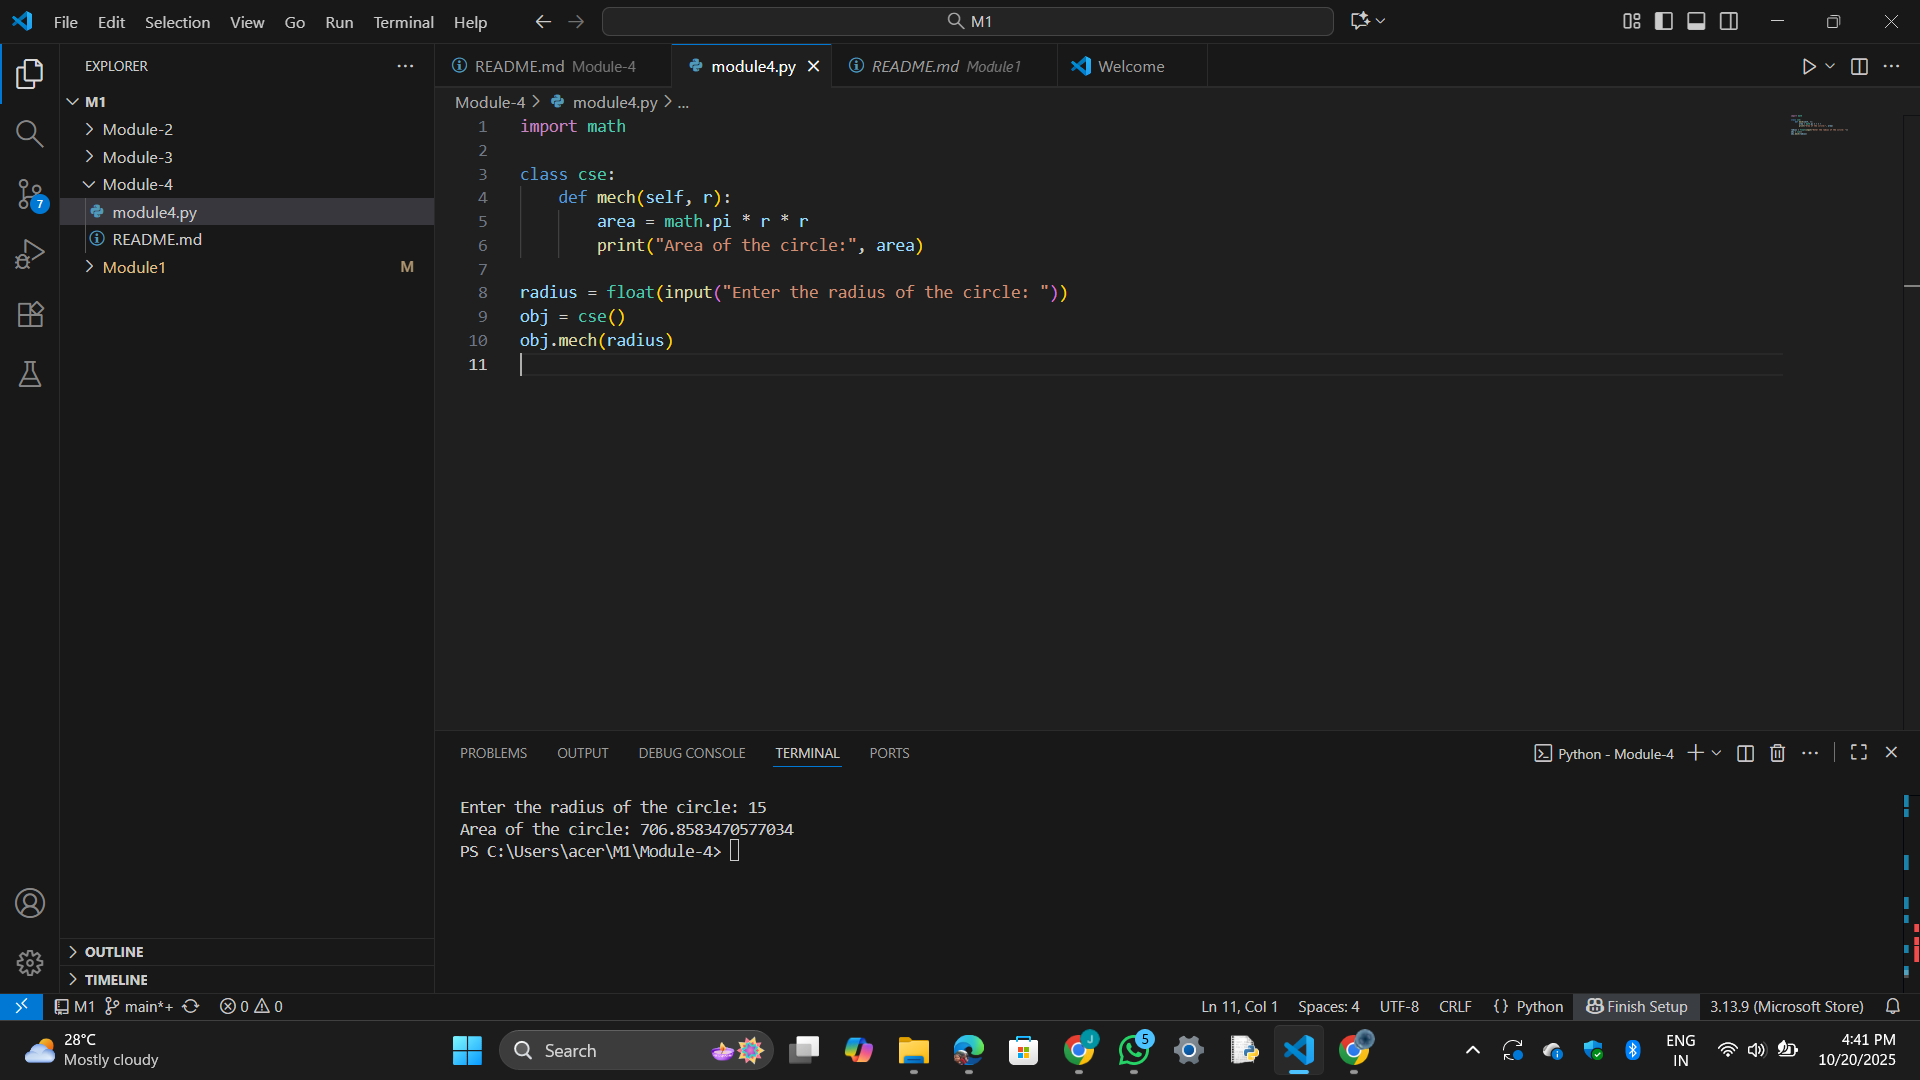 File Edit Selection View Go Run Terminal Help
M1
EXPLORER
M1
Module-2
Module-3
Module-4
module4.py
README.md
Module1 M
OUTLINE
TIMELINE
7
README.md Module-4
module4.py
README.md Module1
Welcome
Module-4 > module4.py > ...
1 import math
2
3 class cse:
4     def mech(self, r):
5         area = math.pi * r * r
6         print("Area of the circle:", area)
7
8 radius = float(input("Enter the radius of the circle: "))
9 obj = cse()
10 obj.mech(radius)
11
PROBLEMS OUTPUT DEBUG CONSOLE TERMINAL PORTS
Python - Module-4
Enter the radius of the circle: 15
Area of the circle: 706.8583470577034
PS C:\Users\acer\M1\Module-4>
M1 main*+ 0 0
Ln 11, Col 1 Spaces: 4 UTF-8 CRLF {} Python Finish Setup 3.13.9 (Microsoft Store)
28°C
Mostly cloudy
Search
J
5
ENG
IN
4:41 PM
10/20/2025